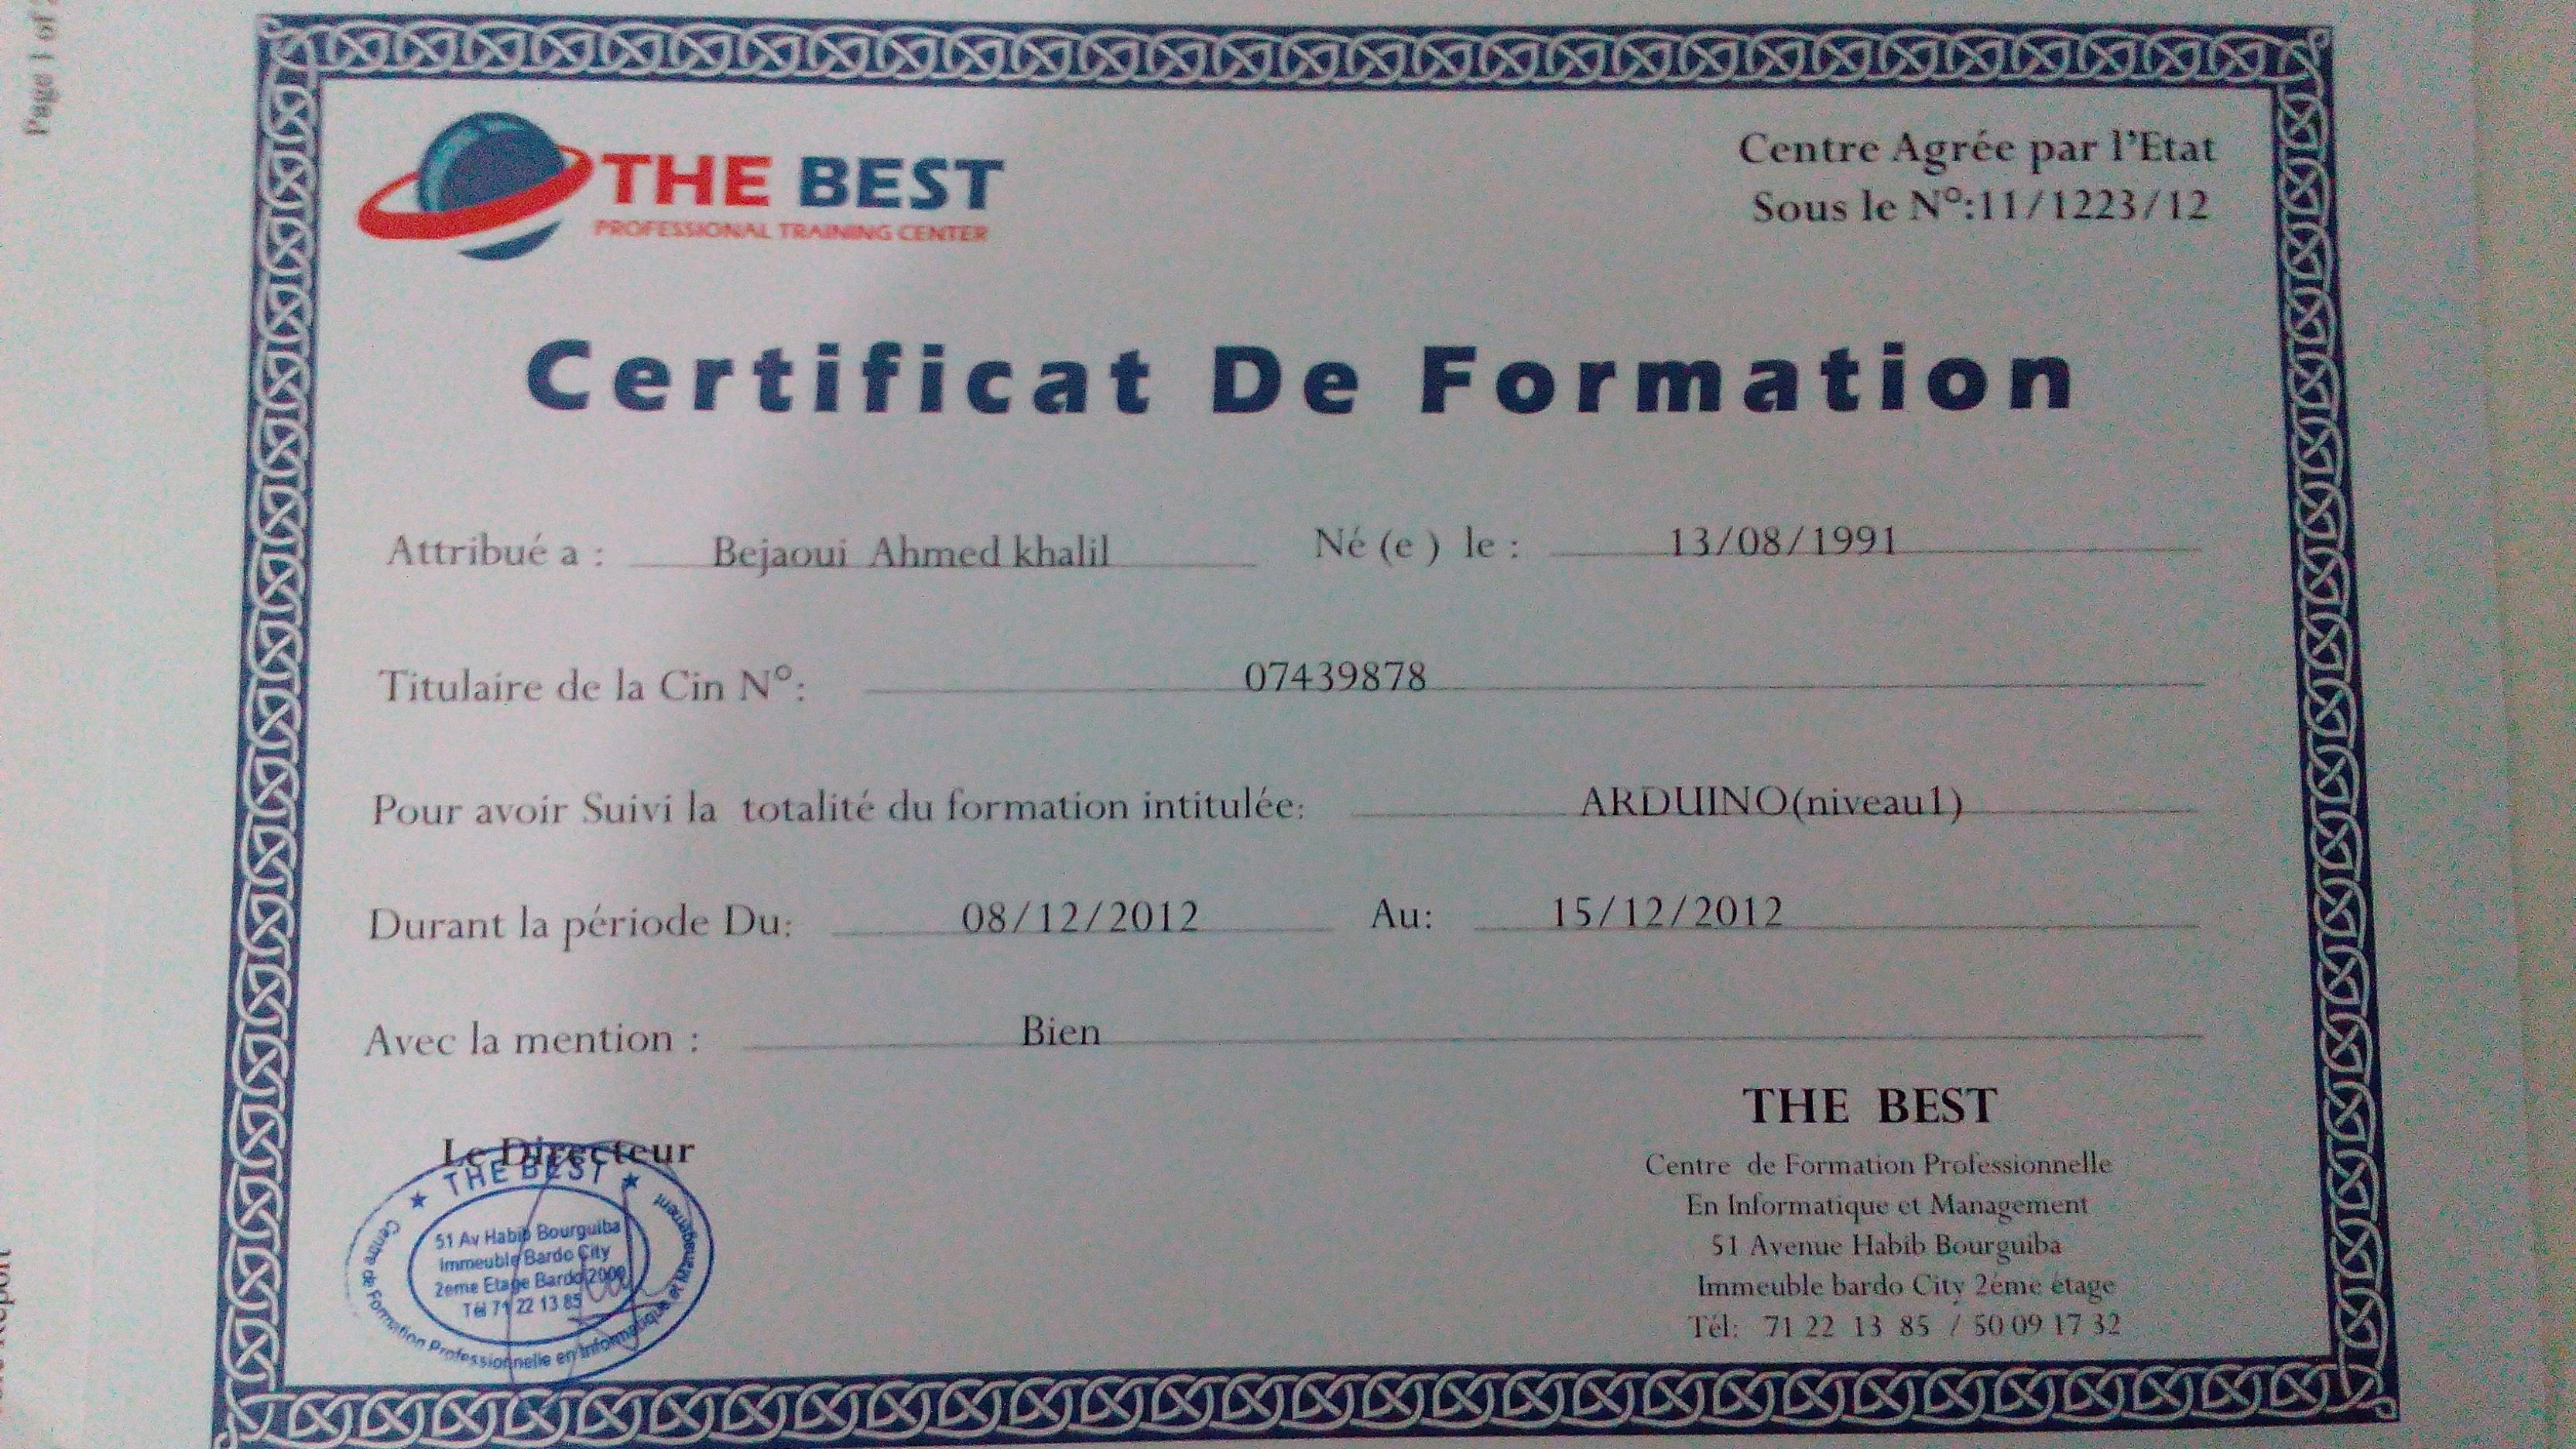 Page 1 of
THE BEST
PROFESSIONAL TRAINING CENTER
Centre Agrée par l'Etat
Sous le N°:11/1223/12
Certificat De Formation
Attribué a : Bejaoui Ahmed khalil Né (e ) le : 13/08/1991
Titulaire de la Cin N°: 07439878
Pour avoir Suivi la totalité du formation intitulée: ARDUINO(niveau1)
Durant la période Du: 08/12/2012 Au: 15/12/2012
Avec la mention : Bien
Le Directeur
THE BEST
51 Av Habib Bourguiba
Immeuble Bardo City
2eme Etage Bardo 2000
Tél 71 22 13 85
Centre de Formation Professionnelle en Informatique et Management
THE BEST
Centre de Formation Professionnelle
En Informatique et Management
51 Avenue Habib Bourguiba
Immeuble bardo City 2éme étage
Tél: 71 22 13 85 / 50 09 17 32